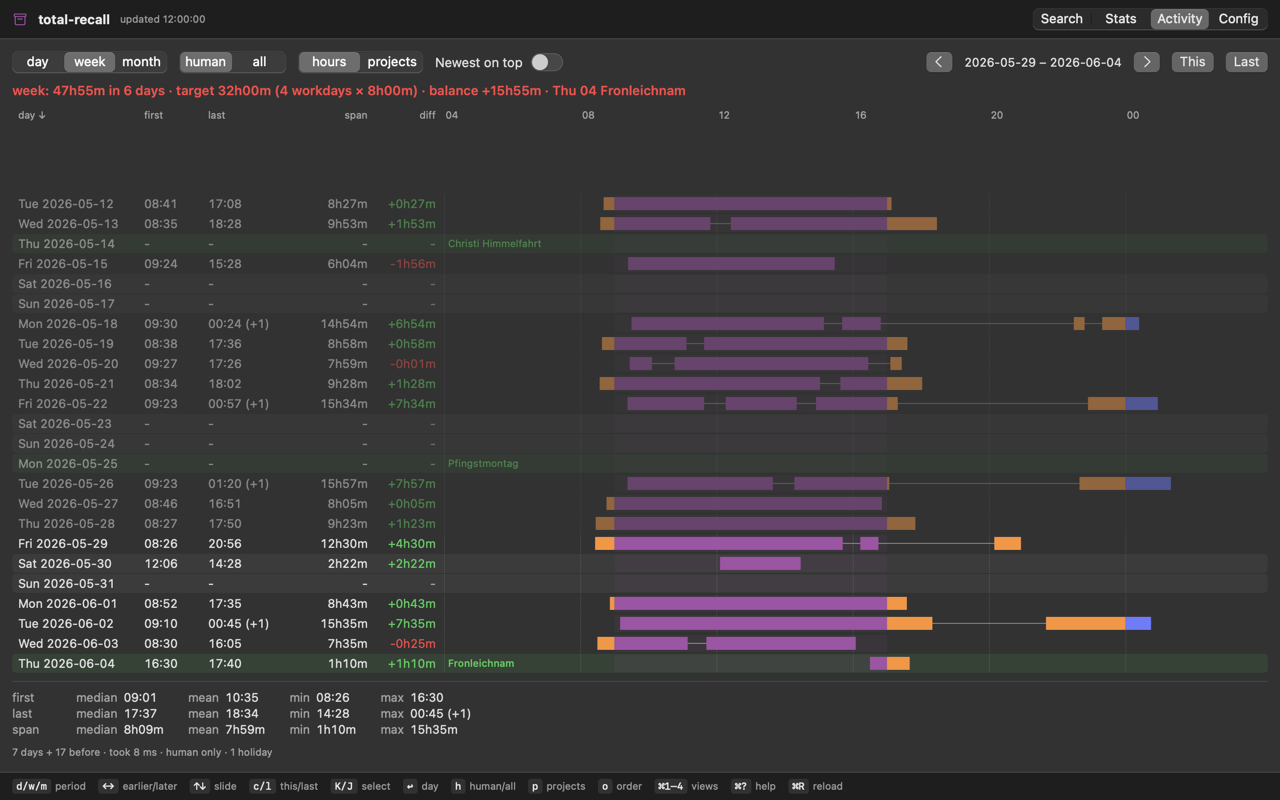 total-recall updated 12:00:00 Search Stats Activity Config
day week month human all hours projects Newest on top 2026-05-29 – 2026-06-04 This Last
week: 47h55m in 6 days · target 32h00m (4 workdays × 8h00m) · balance +15h55m · Thu 04 Fronleichnam
day ↓ first last span diff 04 08 12 16 20 00
Tue 2026-05-12 08:41 17:08 8h27m +0h27m
Wed 2026-05-13 08:35 18:28 9h53m +1h53m
Thu 2026-05-14 – – – – Christi Himmelfahrt
Fri 2026-05-15 09:24 15:28 6h04m -1h56m
Sat 2026-05-16 – – – –
Sun 2026-05-17 – – – –
Mon 2026-05-18 09:30 00:24 (+1) 14h54m +6h54m
Tue 2026-05-19 08:38 17:36 8h58m +0h58m
Wed 2026-05-20 09:27 17:26 7h59m -0h01m
Thu 2026-05-21 08:34 18:02 9h28m +1h28m
Fri 2026-05-22 09:23 00:57 (+1) 15h34m +7h34m
Sat 2026-05-23 – – – –
Sun 2026-05-24 – – – –
Mon 2026-05-25 – – – – Pfingstmontag
Tue 2026-05-26 09:23 01:20 (+1) 15h57m +7h57m
Wed 2026-05-27 08:46 16:51 8h05m +0h05m
Thu 2026-05-28 08:27 17:50 9h23m +1h23m
Fri 2026-05-29 08:26 20:56 12h30m +4h30m
Sat 2026-05-30 12:06 14:28 2h22m +2h22m
Sun 2026-05-31 – – – –
Mon 2026-06-01 08:52 17:35 8h43m +0h43m
Tue 2026-06-02 09:10 00:45 (+1) 15h35m +7h35m
Wed 2026-06-03 08:30 16:05 7h35m -0h25m
Thu 2026-06-04 16:30 17:40 1h10m +1h10m Fronleichnam
first median 09:01 mean 10:35 min 08:26 max 16:30
last median 17:37 mean 18:34 min 14:28 max 00:45 (+1)
span median 8h09m mean 7h59m min 1h10m max 15h35m
7 days + 17 before · took 8 ms · human only · 1 holiday
d/w/m period ↔ earlier/later ↑↓ slide c/l this/last K/J select ↩ day h human/all p projects o order ⌘1–4 views ⌘? help ⌘R reload